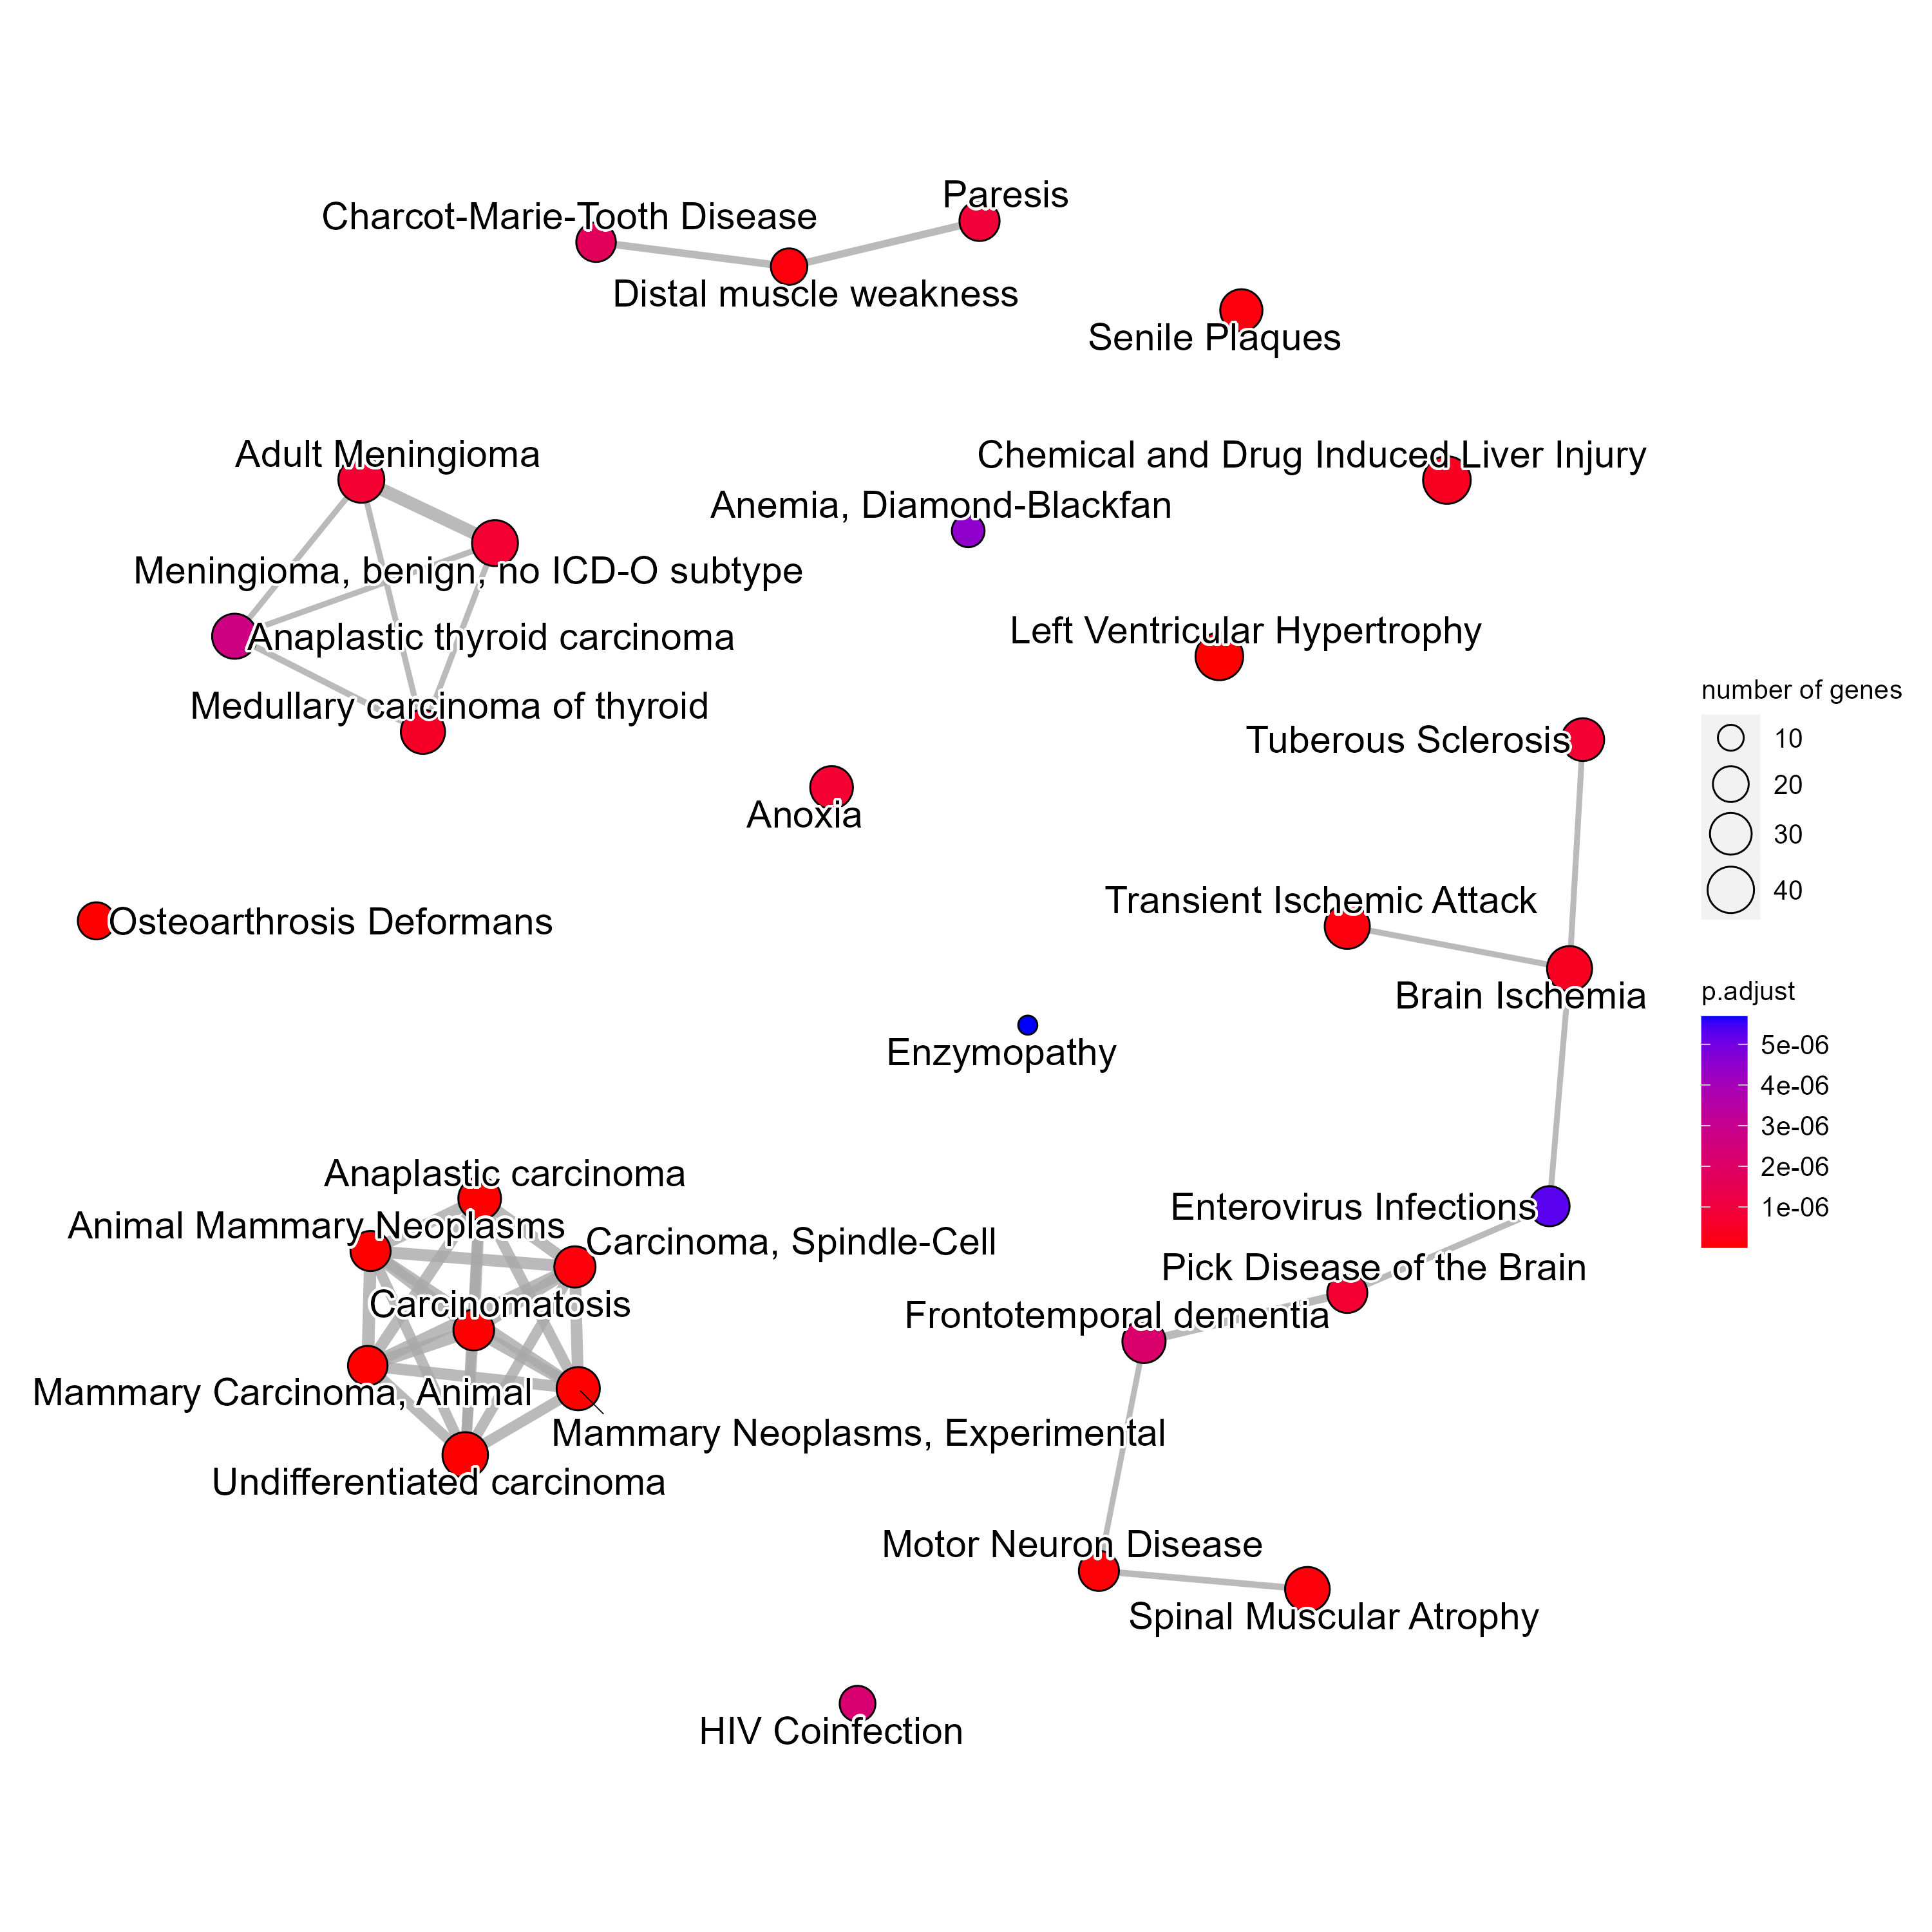 Paresis
Charcot-Marie-Tooth Disease
Distal muscle weakness
Senile Plaques
Adult Meningioma
Chemical and Drug Induced Liver Injury
Anemia, Diamond-Blackfan
Meningioma, benign, no ICD-O subtype
Left Ventricular Hypertrophy
Anaplastic thyroid carcinoma
Medullary carcinoma of thyroid
Tuberous Sclerosis
Anoxia
Transient Ischemic Attack
Osteoarthrosis Deformans
Brain Ischemia
Enzymopathy
Anaplastic carcinoma
Enterovirus Infections
Animal Mammary Neoplasms
Carcinoma, Spindle-Cell
Pick Disease of the Brain
Carcinomatosis
Frontotemporal dementia
Mammary Carcinoma, Animal
Mammary Neoplasms, Experimental
Undifferentiated carcinoma
Motor Neuron Disease
Spinal Muscular Atrophy
HIV Coinfection
number of genes
10
20
30
40
p.adjust
5e-06
4e-06
3e-06
2e-06
1e-06